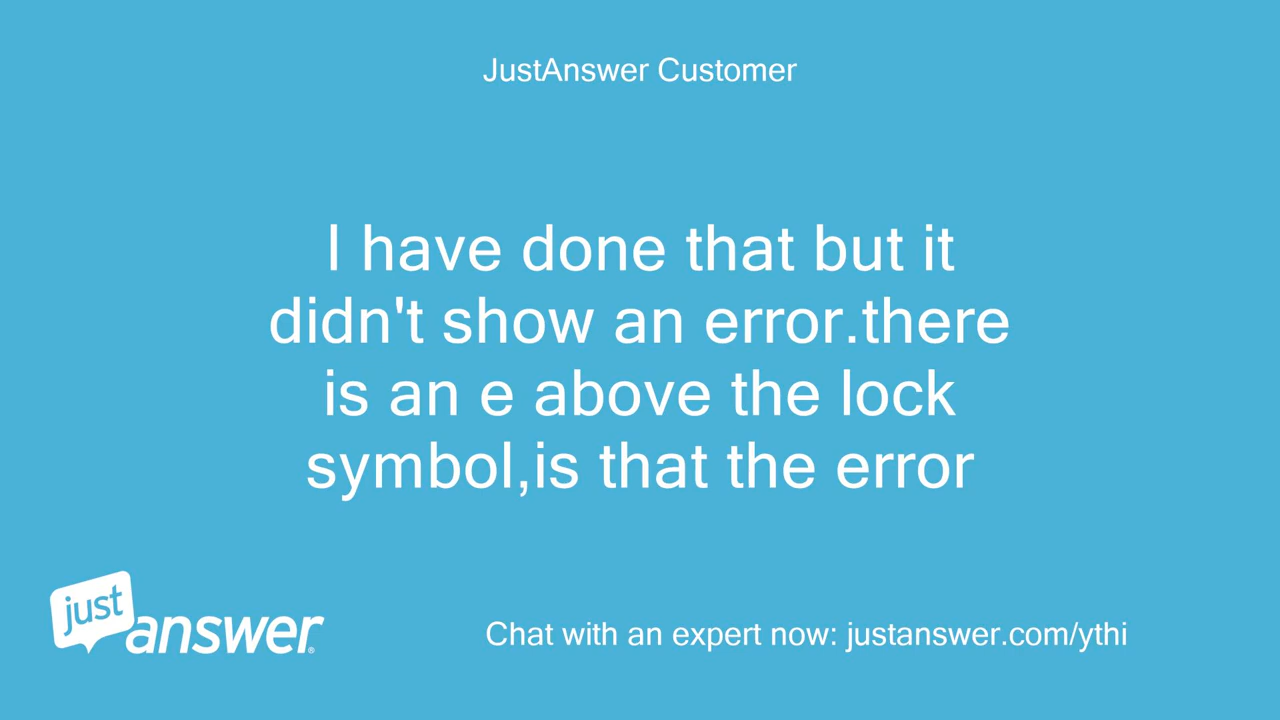 JustAnswer Customer
I have done that but it
didn't show an error.there
is an e above the lock
symbol,is that the error
just
answer®
Chat with an expert now: justanswer.com/ythi